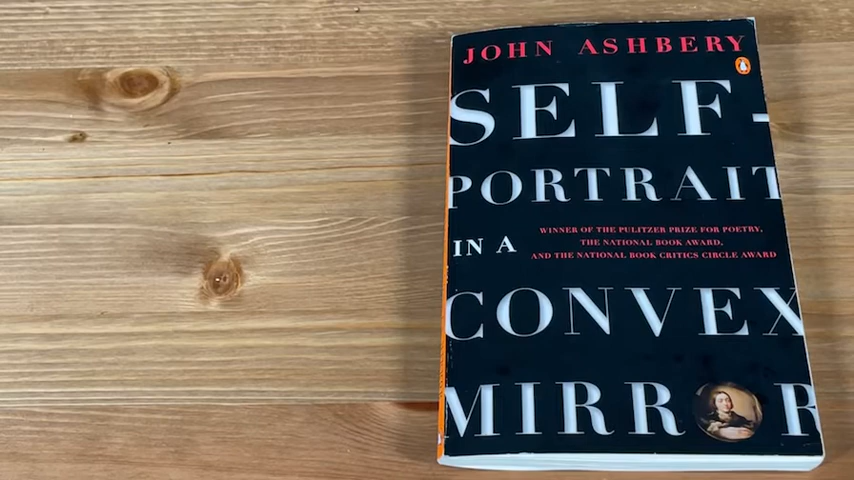 JOHN ASHBERY
SELF-
PORTRAIT
IN A
WINNER OF THE PULITZER PRIZE FOR POETRY,
THE NATIONAL BOOK AWARD,
AND THE NATIONAL BOOK CRITICS CIRCLE AWARD
CONVEX
MIRROR